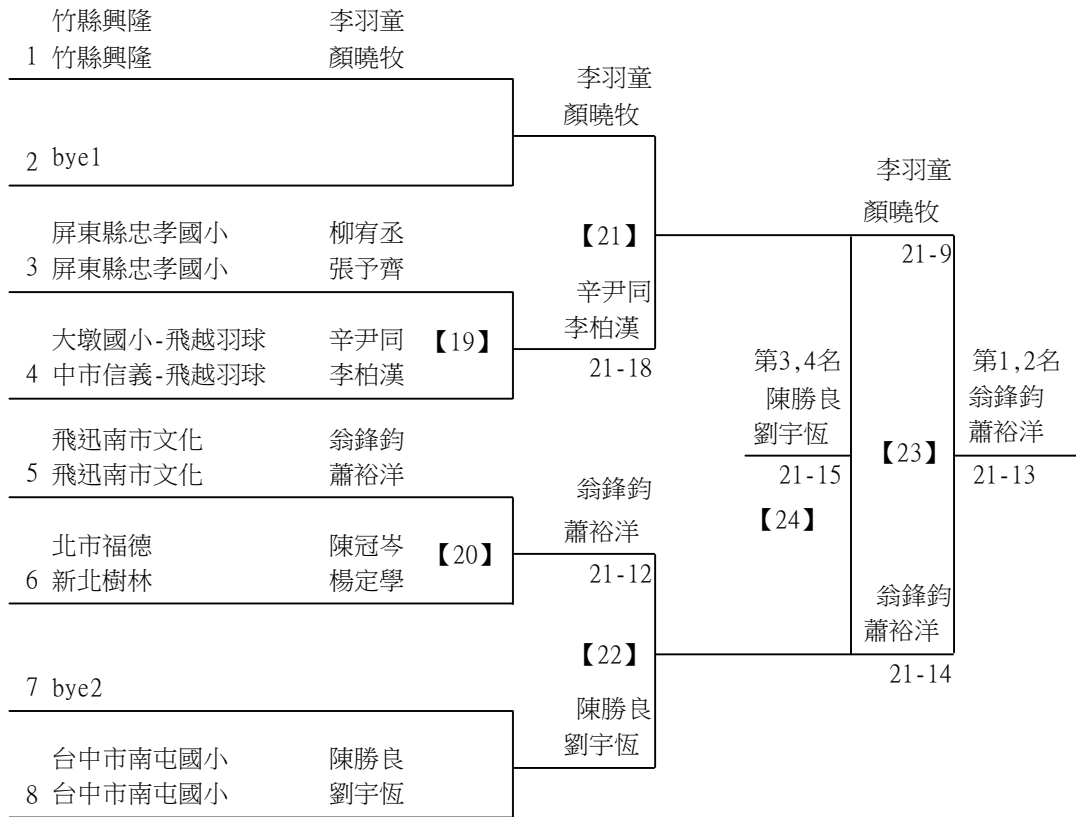 竹縣興隆 李羽童
1 竹縣興隆 顏曉牧
李羽童
顏曉牧
2 bye1
李羽童
顏曉牧
屏東縣忠孝國小 柳宥丞
【21】
3 屏東縣忠孝國小 張予齊
21-9
辛尹同
李柏漢
大墩國小-飛越羽球 辛尹同 【19】
4 中市信義-飛越羽球 李柏漢
21-18
第3,4名
陳勝良
劉宇恆
第1,2名
翁鋒鈞
蕭裕洋
飛迅南市文化 翁鋒鈞
5 飛迅南市文化 蕭裕洋
【23】
21-15
21-13
翁鋒鈞
蕭裕洋
【24】
北市福德 陳冠岑 【20】
6 新北樹林 楊定學
21-12
翁鋒鈞
蕭裕洋
【22】
21-14
7 bye2
陳勝良
劉宇恆
台中市南屯國小 陳勝良
8 台中市南屯國小 劉宇恆